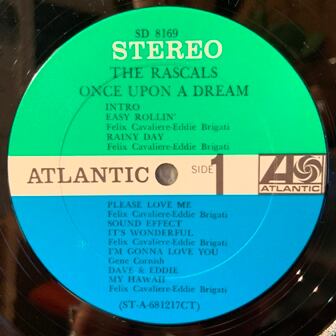 SD 8169
STEREO
THE RASCALS
ONCE UPON A DREAM
INTRO
EASY ROLLIN'
Felix Cavaliere-Eddie Brigati
RAINY DAY
Felix Cavaliere-Eddie Brigati
ATLANTIC
SIDE 1
ATLANTIC
PLEASE LOVE ME
Felix Cavaliere-Eddie Brigati
SOUND EFFECT
IT'S WONDERFUL
Felix Cavaliere-Eddie Brigati
I'M GONNA LOVE YOU
Gene Cornish
DAVE & EDDIE
MY HAWAII
Felix Cavaliere-Eddie Brigati
(ST-A-681217CT)